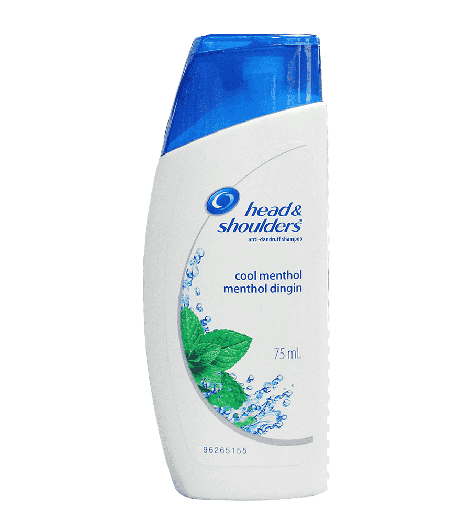 head &
shoulders
anti-dandruff shampoo
cool menthol
menthol dingin
75 ml.
96265155